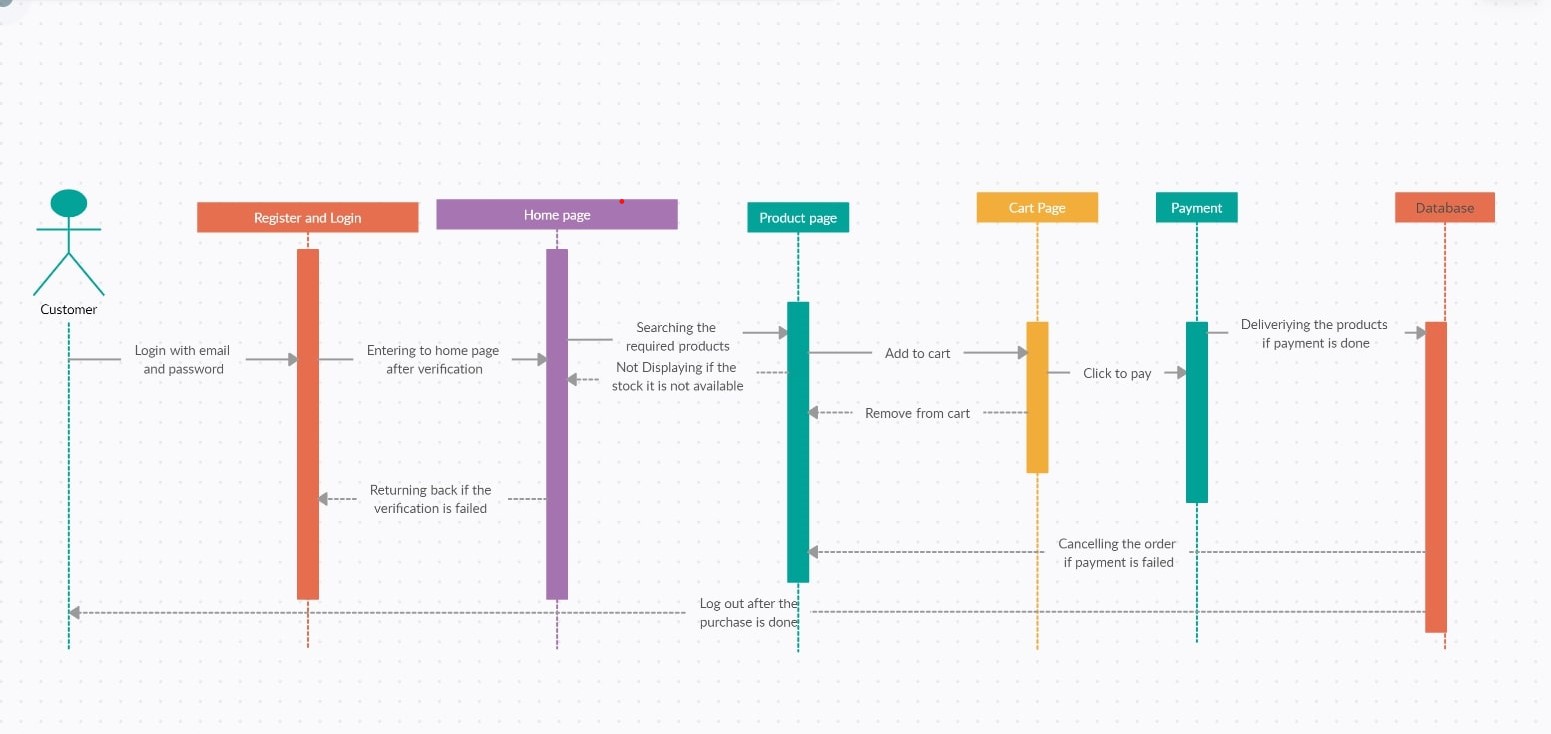 Register and Login
Home page
Product page
Cart Page
Payment
Database
Customer
Login with email
and password
Entering to home page
after verification
Searching the
required products
Not Displaying if the
stock it is not available
Add to cart
Remove from cart
Click to pay
Deliveriying the products
if payment is done
Returning back if the
verification is failed
Cancelling the order
if payment is failed
Log out after the
purchase is done